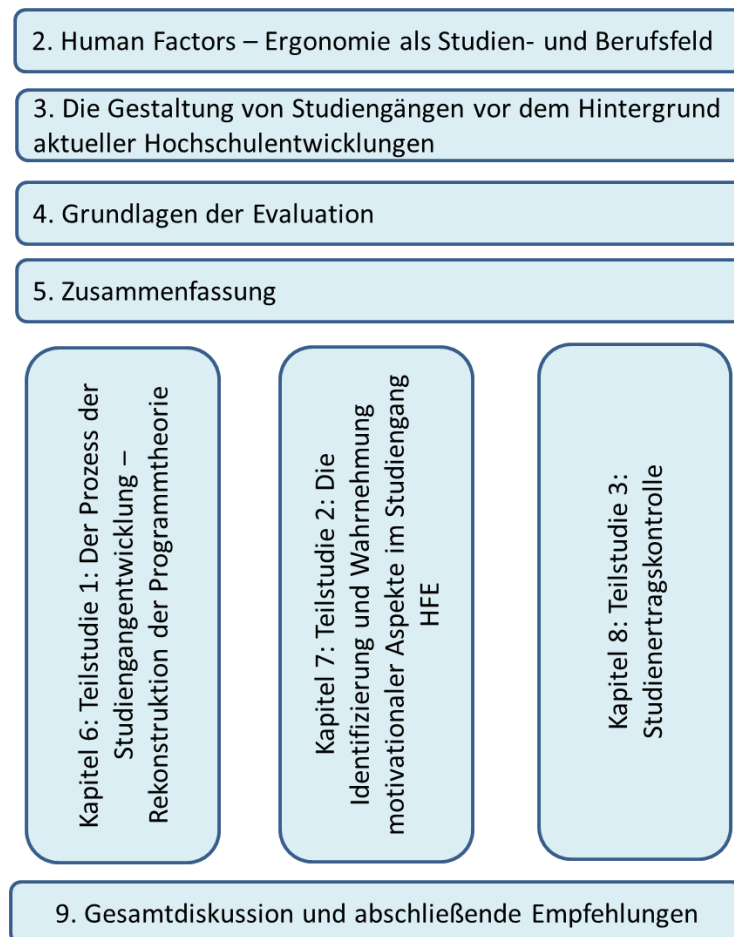 2. Human Factors – Ergonomie als Studien- und Berufsfeld
3. Die Gestaltung von Studiengängen vor dem Hintergrund
aktueller Hochschulentwicklungen
4. Grundlagen der Evaluation
5. Zusammenfassung
Kapitel 6: Teilstudie 1: Der Prozess der
Studiengangentwicklung –
Rekonstruktion der Programmtheorie
Kapitel 7: Teilstudie 2: Die
Identifizierung und Wahrnehmung
motivationaler Aspekte im Studiengang
HFE
Kapitel 8: Teilstudie 3:
Studienertragskontrolle
9. Gesamtdiskussion und abschließende Empfehlungen